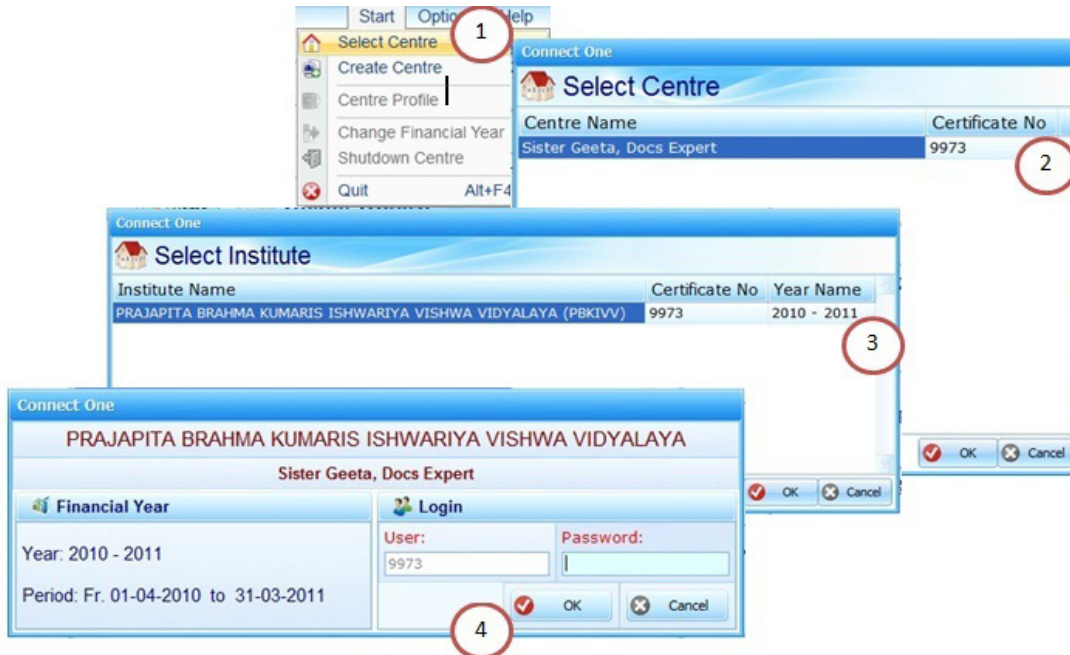 Start Optio Help
1
Select Centre
Create Centre
Centre Profile
Change Financial Year
Shutdown Centre
Quit Alt+F4
Connect One
Select Centre
Centre Name Certificate No
Sister Geeta, Docs Expert 9973
2
OK Cancel
Connect One
Select Institute
Institute Name Certificate No Year Name
PRAJAPITA BRAHMA KUMARIS ISHWARIYA VISHWA VIDYALAYA (PBKIVV) 9973 2010 - 2011
3
OK Cancel
Connect One
PRAJAPITA BRAHMA KUMARIS ISHWARIYA VISHWA VIDYALAYA
Sister Geeta, Docs Expert
Financial Year
Year: 2010 - 2011
Period: Fr. 01-04-2010 to 31-03-2011
Login
User: Password:
9973
OK Cancel
4